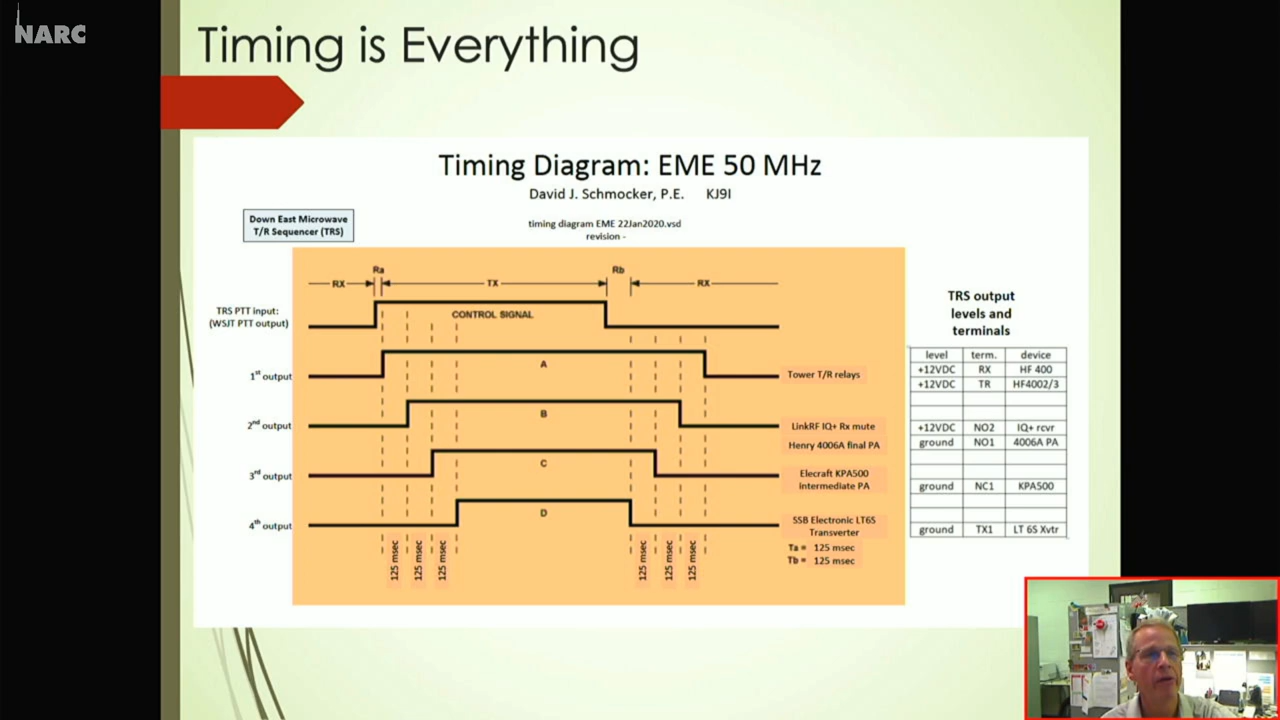 NARC
Timing is Everything
Timing Diagram: EME 50 MHz
David J. Schmocker, P.E. KJ9I
Down East Microwave
T/R Sequencer (TRS)
timing diagram EME 22Jan2020.vsd
revision -
Ra
Rb
RX
TX
RX
TRS PTT input:
(WSJT PTT output)
CONTROL SIGNAL
1st output
A
Tower T/R relays
2nd output
B
LinkRF IQ+ Rx mute
Henry 4006A final PA
3rd output
C
Elecraft KPA500
intermediate PA
4th output
D
SSB Electronic LT6S
Transverter
125 msec
125 msec
125 msec
125 msec
125 msec
125 msec
Ta = 125 msec
Tb = 125 msec
TRS output
levels and
terminals
level term. device
+12VDC RX HF 400
+12VDC TR HF4002/3
+12VDC NO2 IQ+ rcvr
ground NO1 4006A PA
ground NC1 KPA500
ground TX1 LT 6S Xvtr